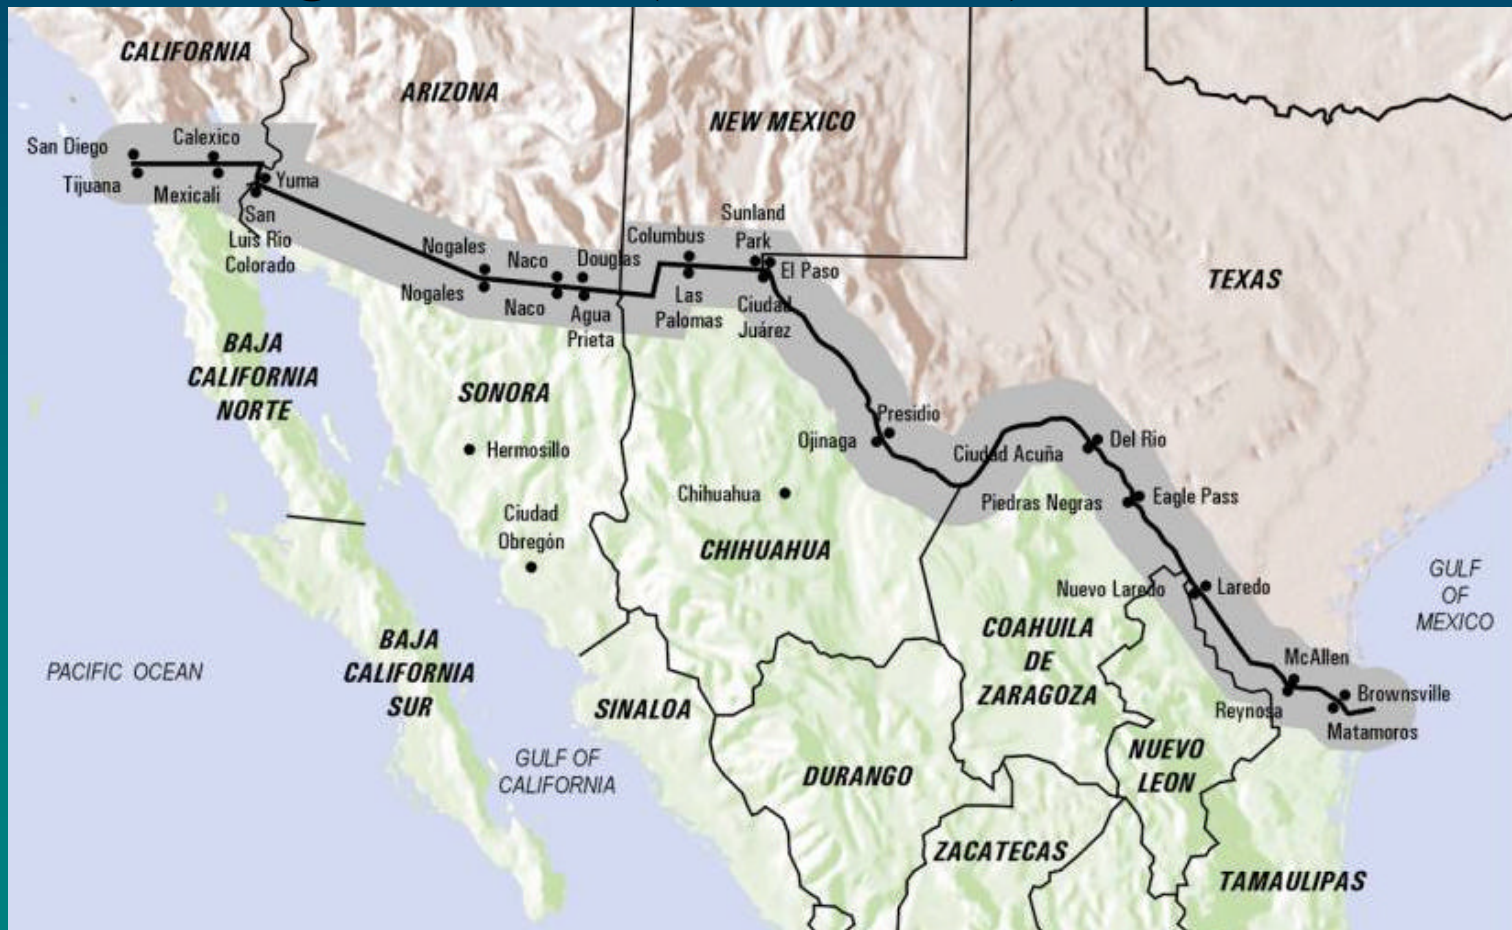 CALIFORNIA
ARIZONA
NEW MEXICO
San Diego
Calexico
Tijuana
Mexicali
Yuma
San
Luis Rio
Colorado
Nogales
Nogales
Naco
Naco
Douglas
Agua
Prieta
Columbus
Las
Palomas
Sunland
Park
El Paso
Ciudad
Juárez
TEXAS
BAJA
CALIFORNIA
NORTE
SONORA
Hermosillo
Ciudad
Obregón
Chihuahua
CHIHUAHUA
Presidio
Ojinaga
Ciudad Acuña
Del Rio
Piedras Negras
Eagle Pass
Nuevo Laredo
Laredo
GULF
OF
MEXICO
COAHUILA
DE
ZARAGOZA
McAllen
Reynosa
Brownsville
Matamoros
PACIFIC OCEAN
BAJA
CALIFORNIA
SUR
GULF OF
CALIFORNIA
SINALOA
DURANGO
NUEVO
LEON
ZACATECAS
TAMAULIPAS